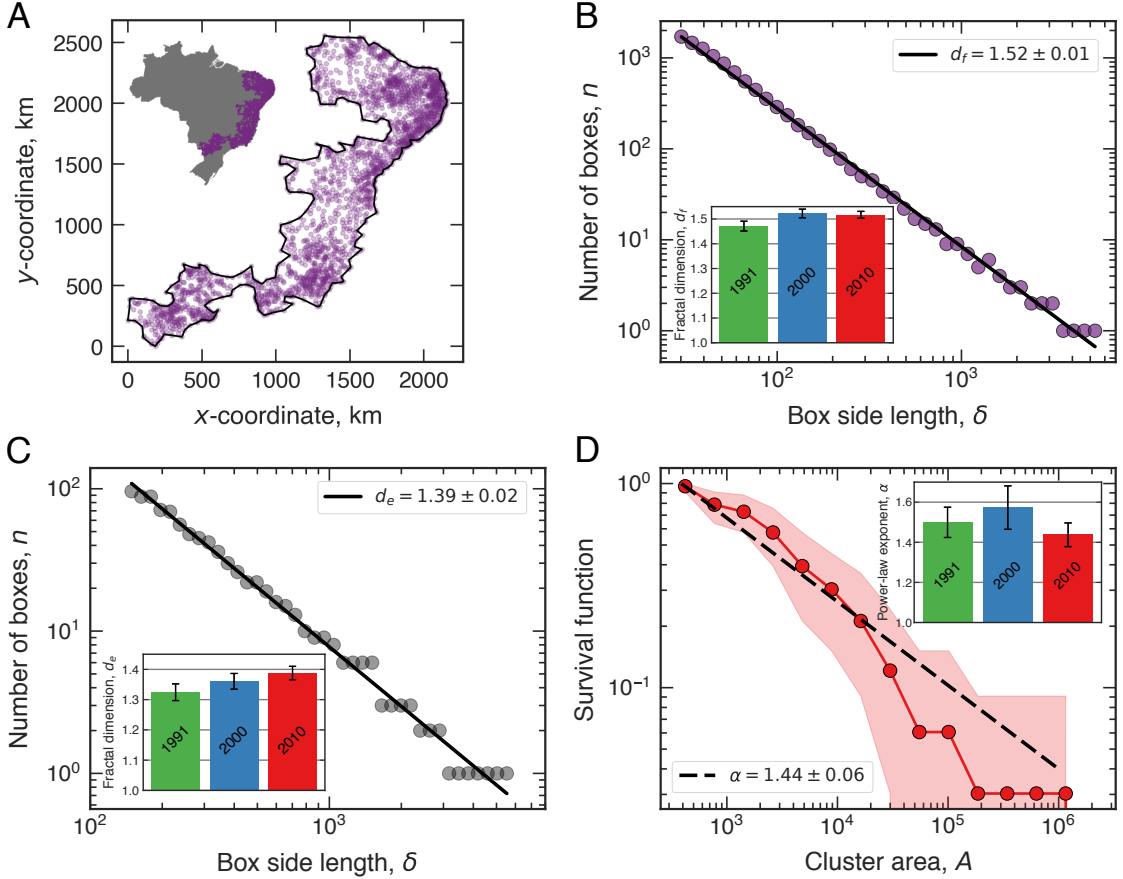 A
y-coordinate, km
2500
2000
1500
1000
500
0
0 500 1000 1500 2000
x-coordinate, km
B
Number of boxes, n
10³
10²
10¹
10⁰
d_f = 1.52 ± 0.01
Fractal dimension, d_f
1.5
1.4
1.3
1.2
1.1
1.0
1991 2000 2010
10² 10³
Box side length, δ
C
Number of boxes, n
10²
10¹
10⁰
d_e = 1.39 ± 0.02
Fractal dimension, d_e
1.4
1.3
1.2
1.1
1.0
1991 2000 2010
10² 10³
Box side length, δ
D
Survival function
10⁰
10⁻¹
Power-law exponent, α
1.6
1.4
1.2
1.0
1991 2000 2010
α = 1.44 ± 0.06
10³ 10⁴ 10⁵ 10⁶
Cluster area, A